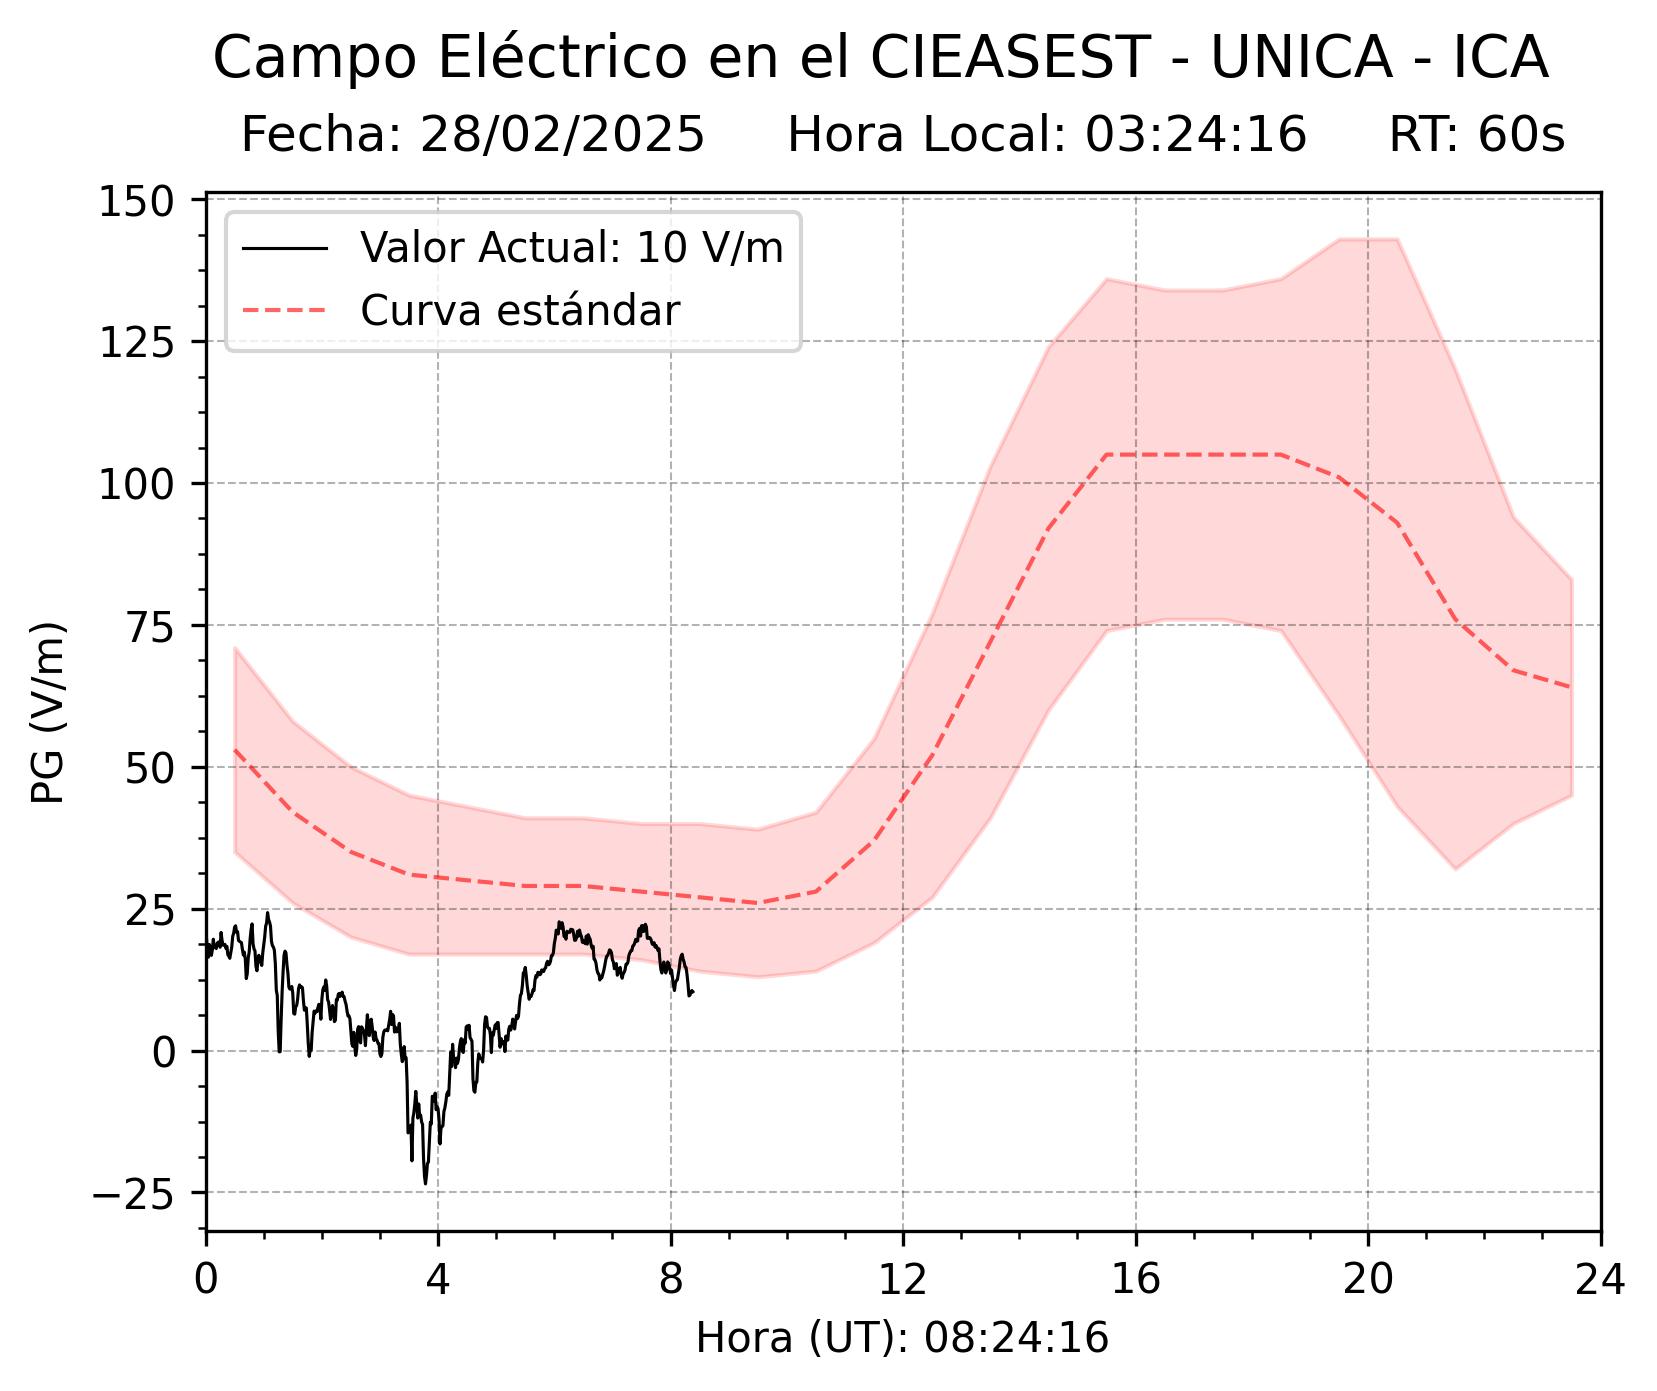 Campo Eléctrico en el CIEASEST - UNICA - ICA
Fecha: 28/02/2025 Hora Local: 03:24:16 RT: 60s
Valor Actual: 10 V/m
Curva estándar
PG (V/m)
150
125
100
75
50
25
0
−25
0 4 8 12 16 20 24
Hora (UT): 08:24:16